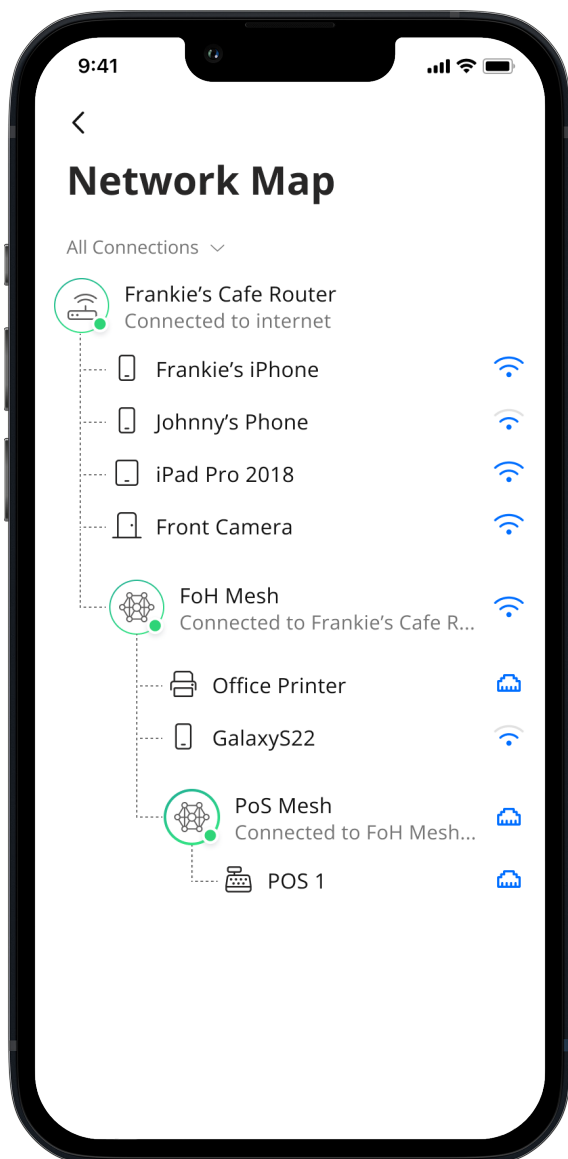 9:41
Network Map
All Connections
Frankie’s Cafe Router
Connected to internet
Frankie’s iPhone
Johnny’s Phone
iPad Pro 2018
Front Camera
FoH Mesh
Connected to Frankie’s Cafe R...
Office Printer
GalaxyS22
PoS Mesh
Connected to FoH Mesh...
POS 1